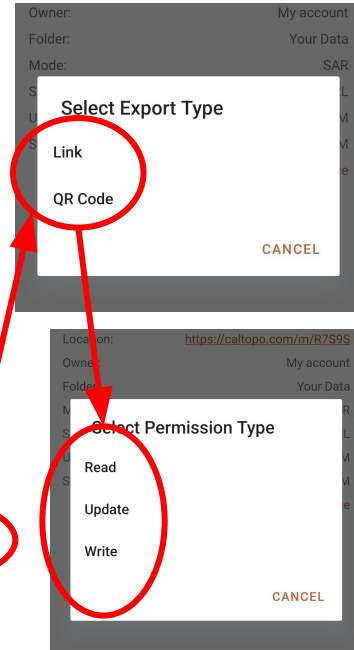 Owner: My account
Folder: Your Data
Mode: SAR
Select Export Type
Link
QR Code
CANCEL
Location: https://caltopo.com/m/R7S9S
Owner: My account
Folder: Your Data
Select Permission Type
Read
Update
Write
CANCEL